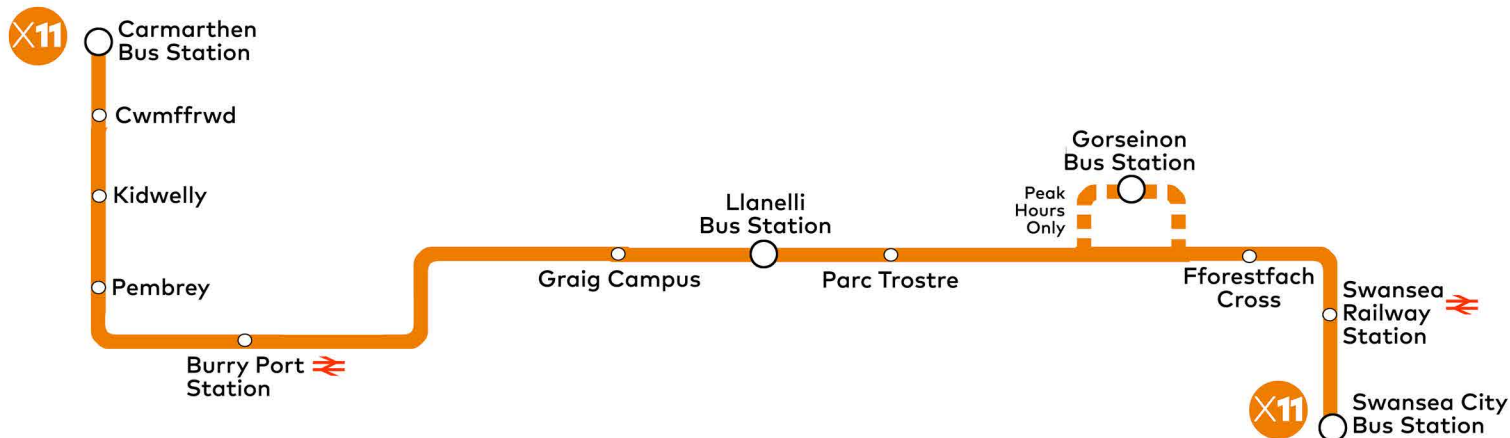 X11
Carmarthen
Bus Station
Cwmffrwd
Kidwelly
Pembrey
Burry Port
Station
Graig Campus
Llanelli
Bus Station
Parc Trostre
Peak
Hours
Only
Gorseinon
Bus Station
Fforestfach
Cross
Swansea
Railway
Station
X11
Swansea City
Bus Station